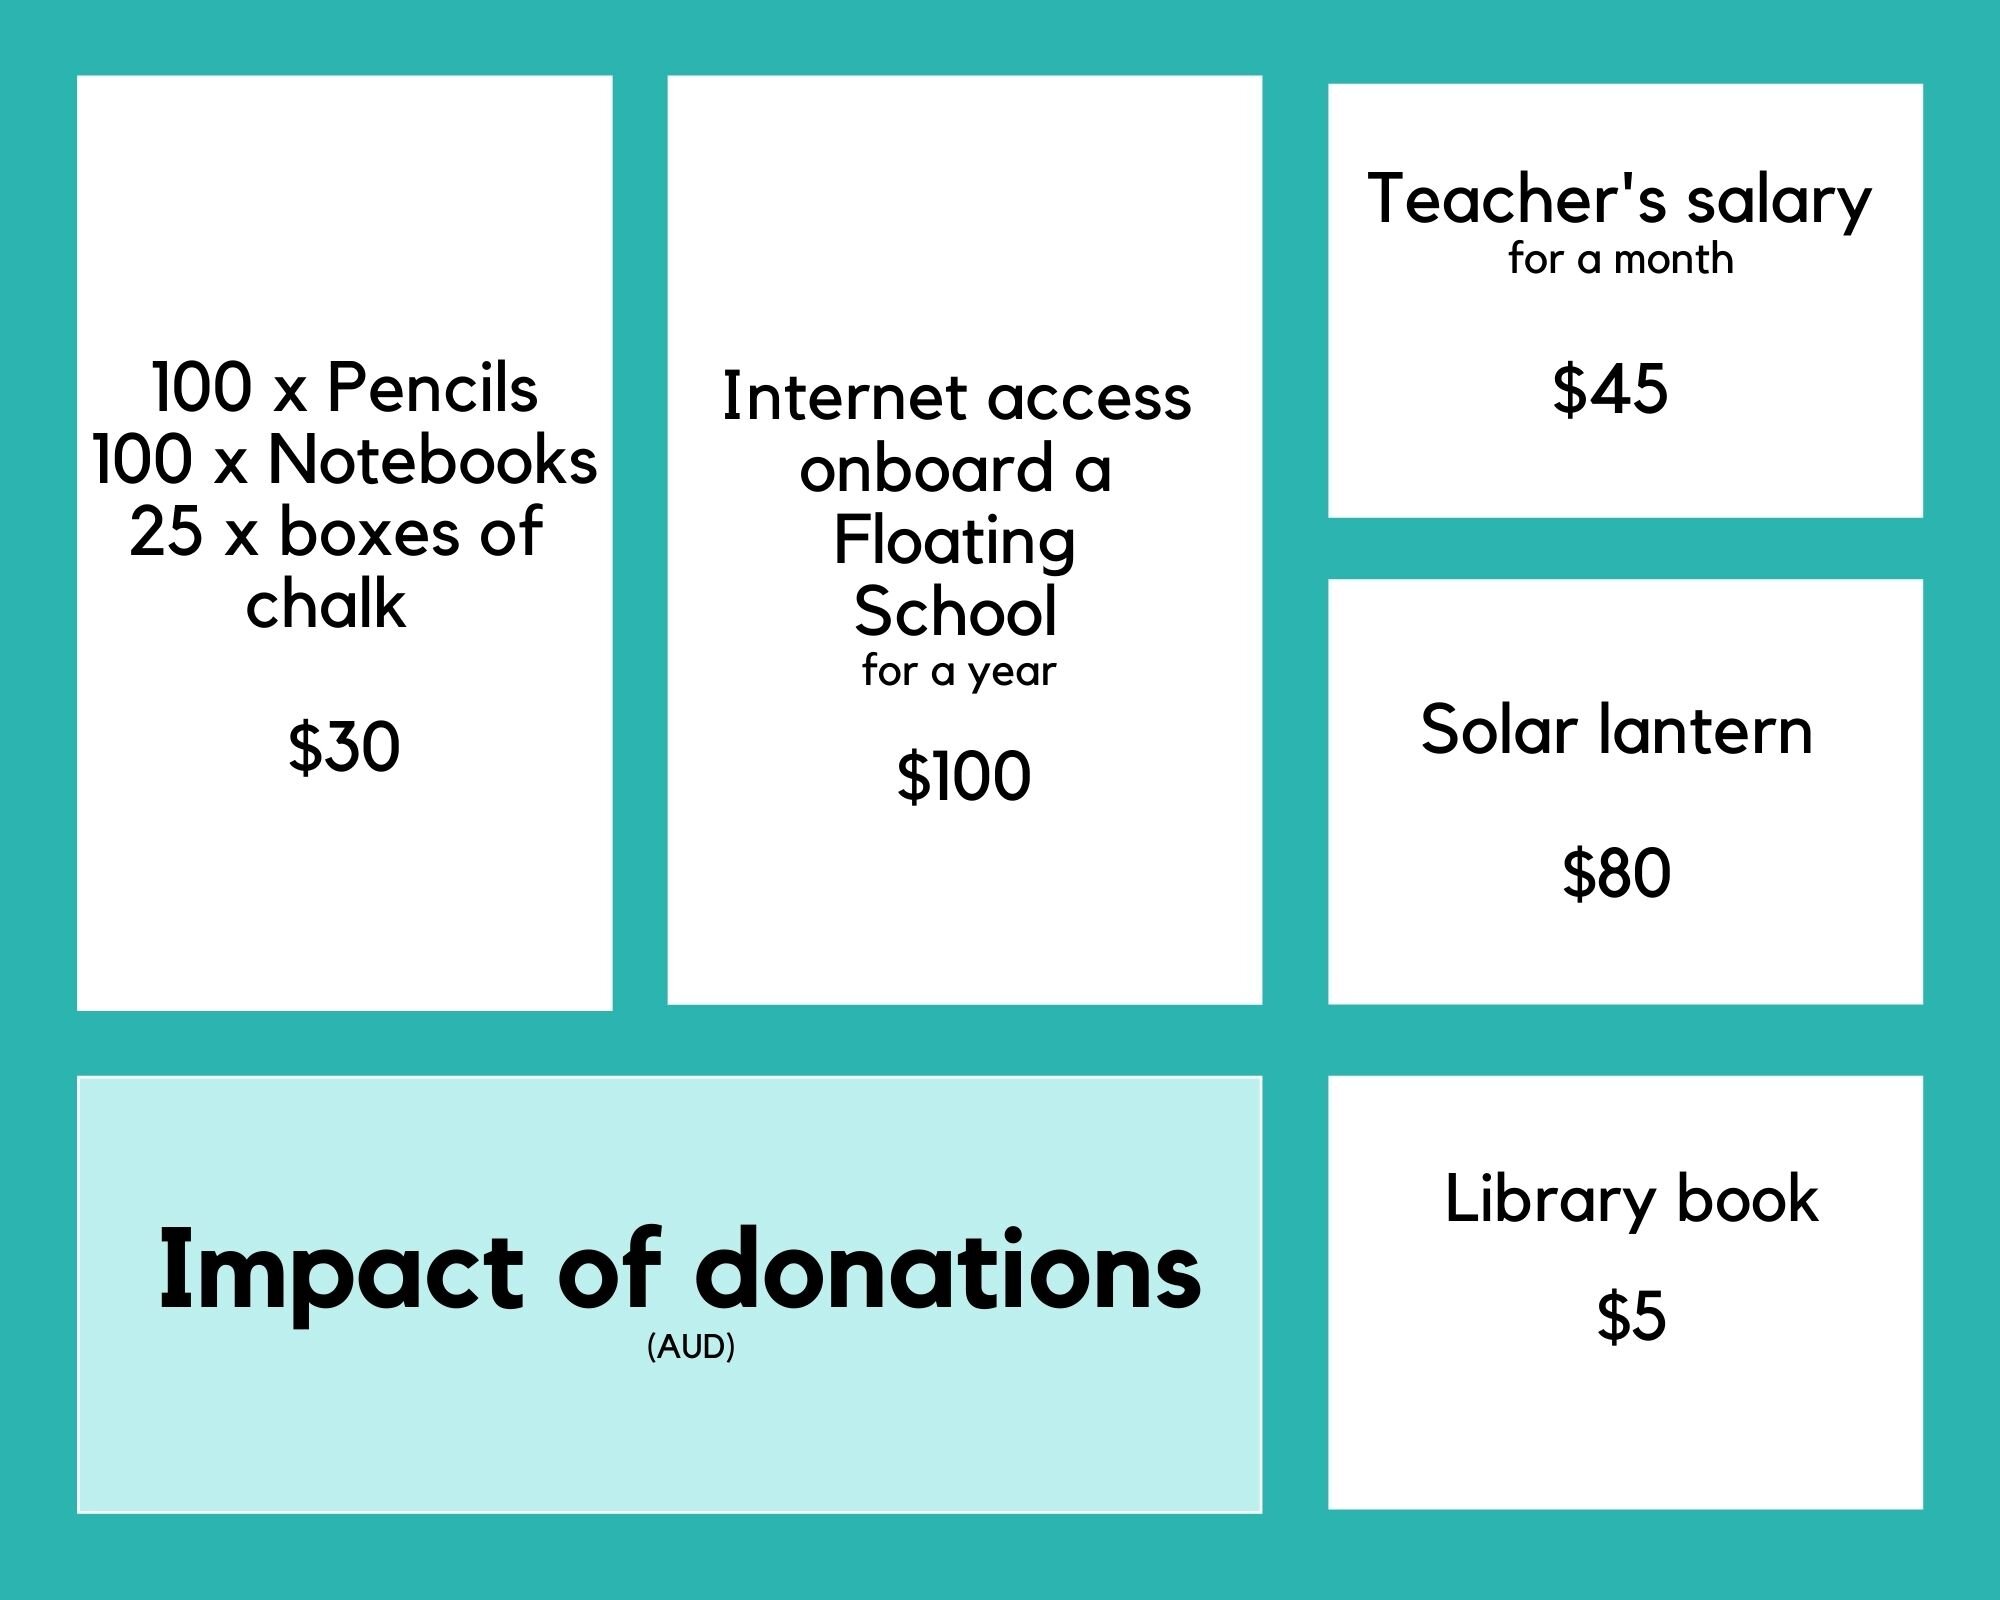 100 x Pencils
100 x Notebooks
25 x boxes of
chalk
$30
Internet access
onboard a
Floating
School
for a year
$100
Teacher's salary
for a month
$45
Solar lantern
$80
Impact of donations
(AUD)
Library book
$5